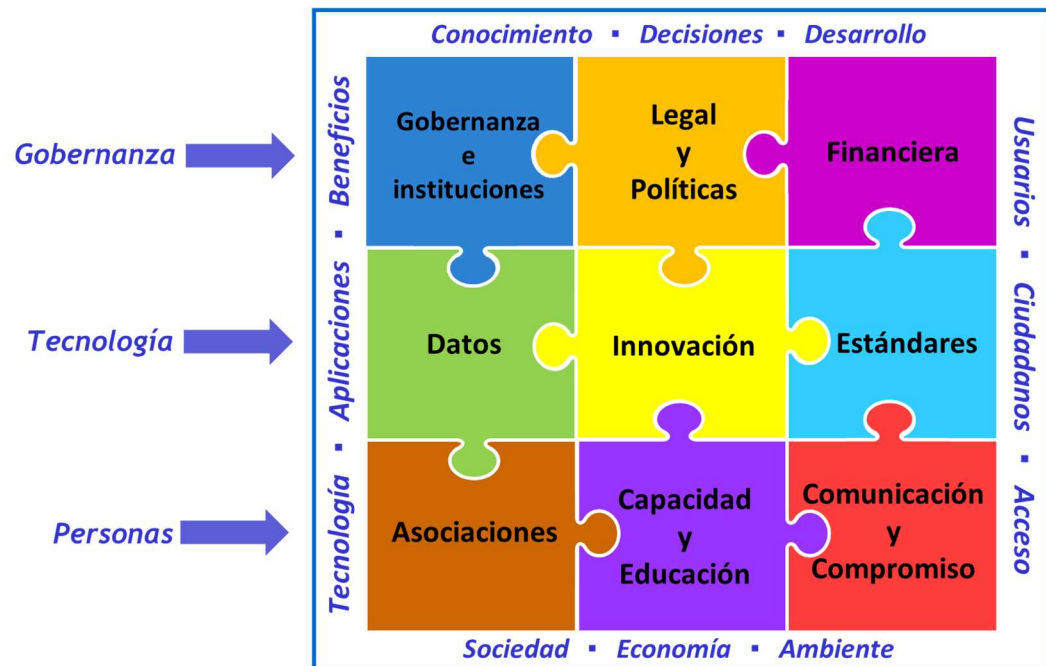 Conocimiento ▪ Decisiones ▪ Desarrollo
Gobernanza
Tecnología
Personas
Tecnología ▪ Aplicaciones ▪ Beneficios
Gobernanza
e
instituciones
Legal
y
Políticas
Financiera
Datos
Innovación
Estándares
Asociaciones
Capacidad
y
Educación
Comunicación
y
Compromiso
Usuarios ▪ Ciudadanos ▪ Acceso
Sociedad ▪ Economía ▪ Ambiente